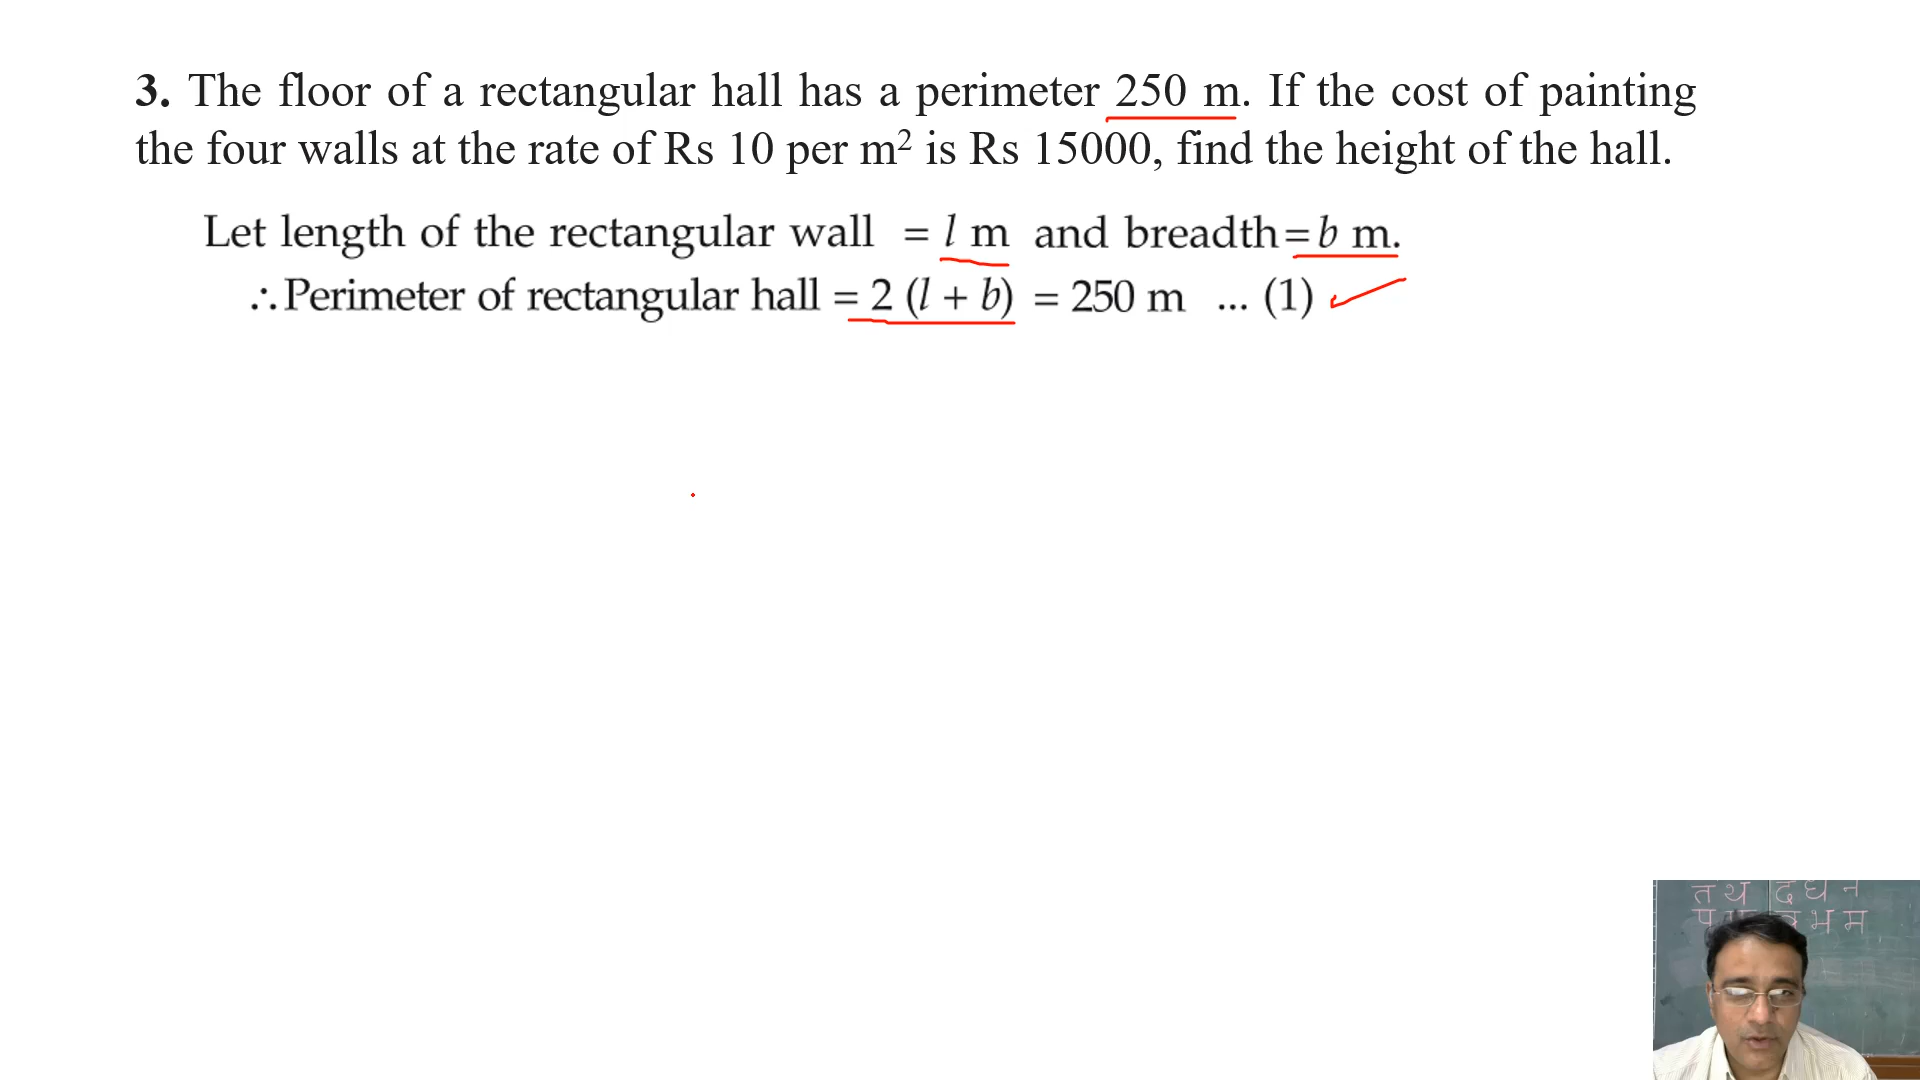 3. The floor of a rectangular hall has a perimeter 250 m. If the cost of painting
the four walls at the rate of Rs 10 per m² is Rs 15000, find the height of the hall.
Let length of the rectangular wall = l m and breadth = b m.
∴ Perimeter of rectangular hall = 2 (l + b) = 250 m ... (1)
त थ द ध न
प भ म